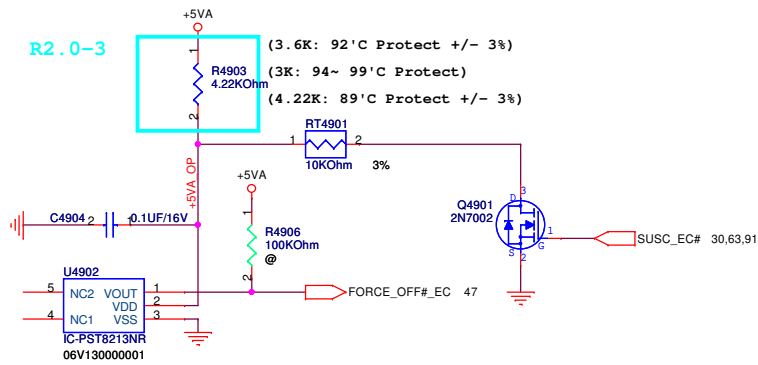 +5VA
R2.0-3
1
R4903
4.22KOhm
2
(3.6K: 92'C Protect +/- 3%)
(3K: 94~ 99'C Protect)
(4.22K: 89'C Protect +/- 3%)
RT4901
1
2
10KOhm
3%
+5VA_OP
+5VA
1
R4906
100KOhm
@
2
C4904
2
1
0.1UF/16V
Q4901
2N7002
3
D
1
G
S
2
SUSC_EC# 30,63,91
U4902
5
NC2
VOUT
1
VDD
2
4
NC1
VSS
3
IC-PST8213NR
06V130000001
FORCE_OFF#_EC 47